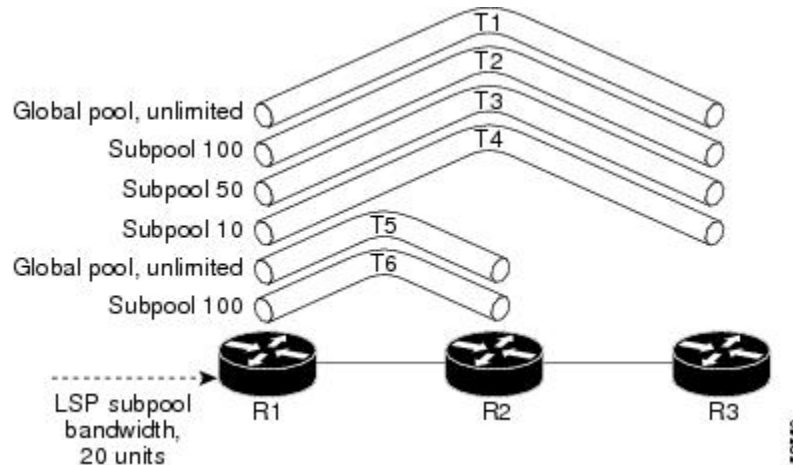 T1
T2
Global pool, unlimited
T3
Subpool 100
T4
Subpool 50
Subpool 10
T5
Global pool, unlimited
T6
Subpool 100
LSP subpool
bandwidth,
20 units
R1
R2
R3